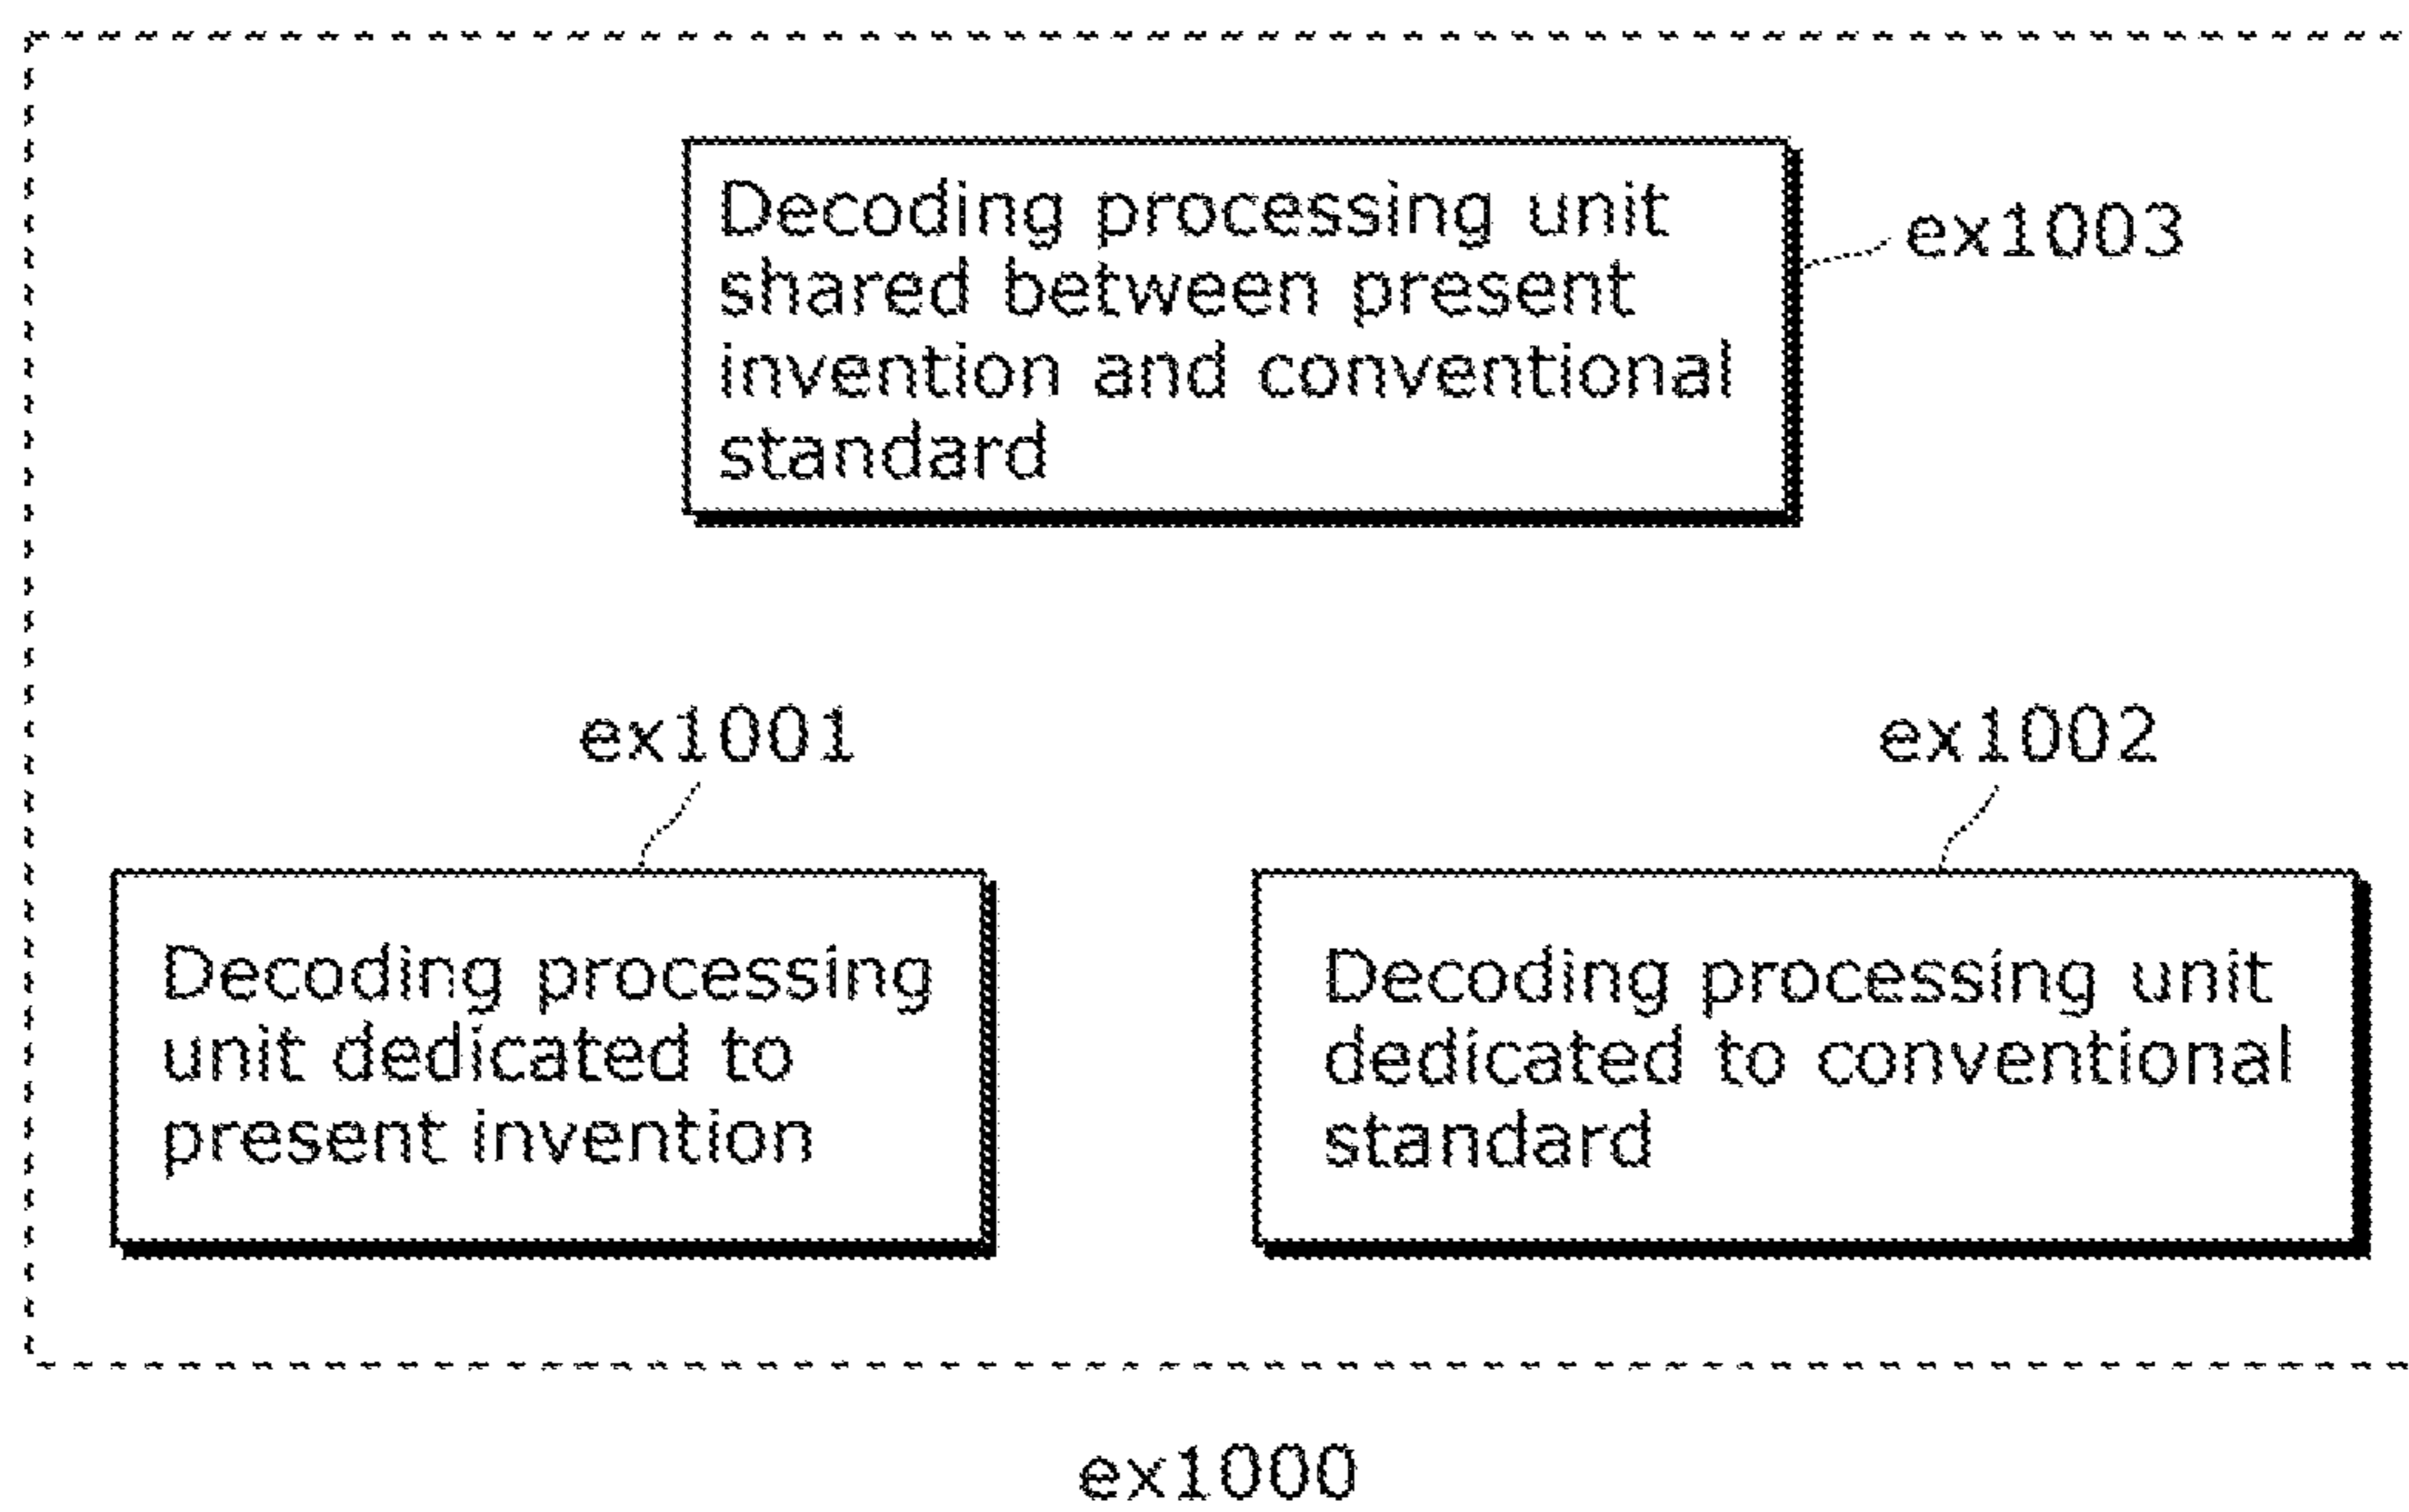 Decoding processing unit
shared between present
invention and conventional
standard
ex1003
ex1001
ex1002
Decoding processing
unit dedicated to
present invention
Decoding processing unit
dedicated to conventional
standard
ex1000